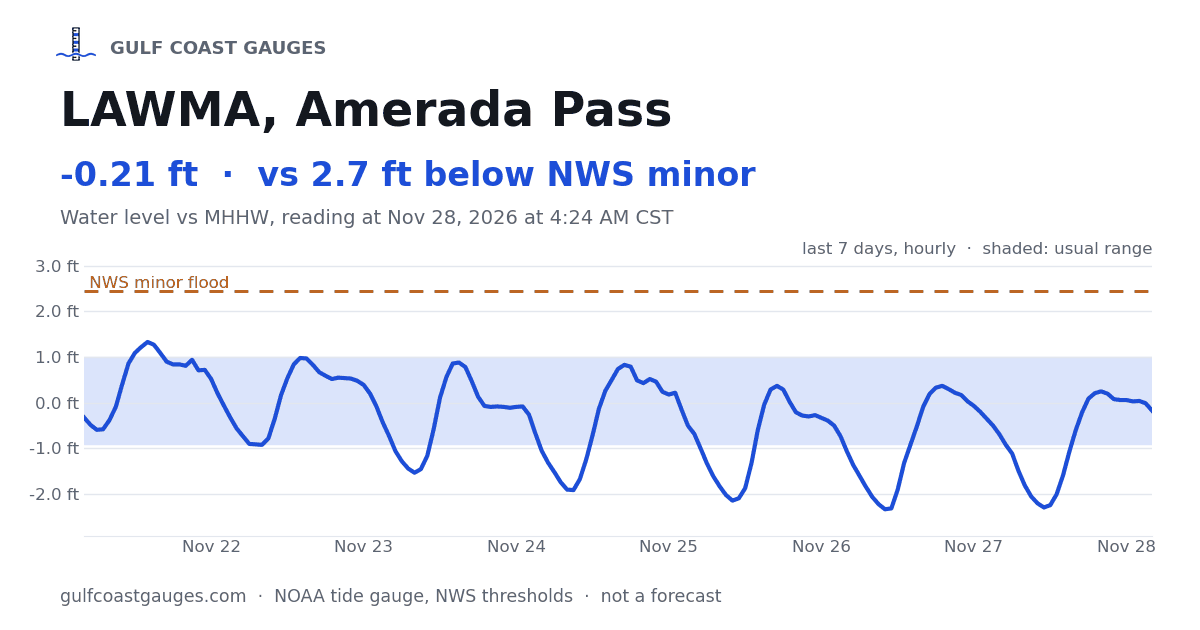 GULF COAST GAUGES
LAWMA, Amerada Pass
-0.21 ft · vs 2.7 ft below NWS minor
Water level vs MHHW, reading at Nov 28, 2026 at 4:24 AM CST
last 7 days, hourly · shaded: usual range
3.0 ft
NWS minor flood
2.0 ft
1.0 ft
0.0 ft
-1.0 ft
-2.0 ft
Nov 22 Nov 23 Nov 24 Nov 25 Nov 26 Nov 27 Nov 28
gulfcoastgauges.com · NOAA tide gauge, NWS thresholds · not a forecast